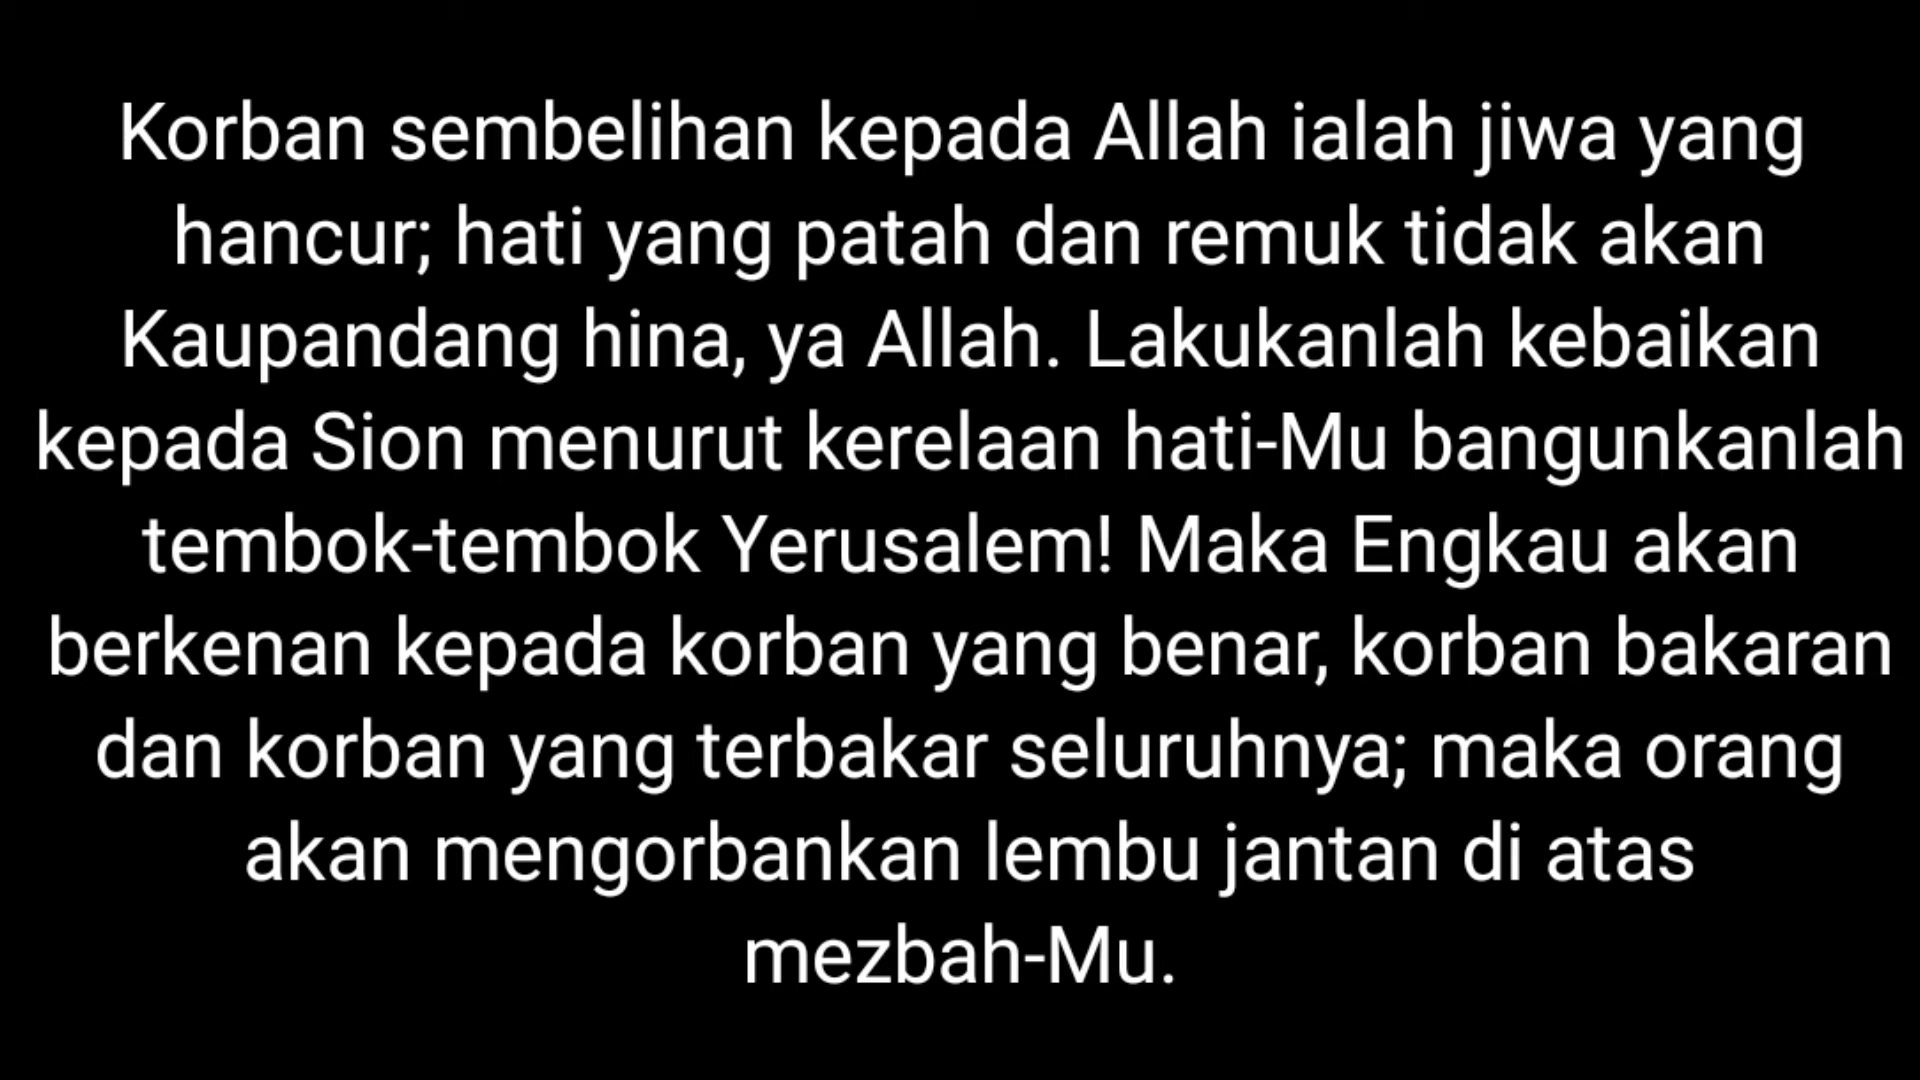 Korban sembelihan kepada Allah ialah jiwa yang
hancur; hati yang patah dan remuk tidak akan
Kaupandang hina, ya Allah. Lakukanlah kebaikan
kepada Sion menurut kerelaan hati-Mu bangunkanlah
tembok-tembok Yerusalem! Maka Engkau akan
berkenan kepada korban yang benar, korban bakaran
dan korban yang terbakar seluruhnya; maka orang
akan mengorbankan lembu jantan di atas
mezbah-Mu.